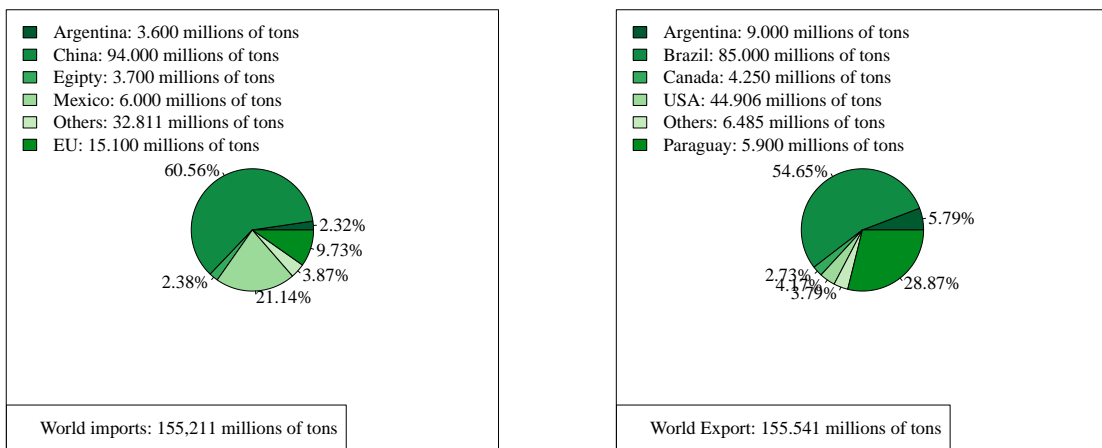 Argentina: 3.600 millions of tons
China: 94.000 millions of tons
Egipty: 3.700 millions of tons
Mexico: 6.000 millions of tons
Others: 32.811 millions of tons
EU: 15.100 millions of tons
60.56%
2.32%
9.73%
3.87%
2.38%
21.14%
World imports: 155,211 millions of tons
Argentina: 9.000 millions of tons
Brazil: 85.000 millions of tons
Canada: 4.250 millions of tons
USA: 44.906 millions of tons
Others: 6.485 millions of tons
Paraguay: 5.900 millions of tons
54.65%
5.79%
2.73%
4.17%
3.79%
28.87%
World Export: 155.541 millions of tons